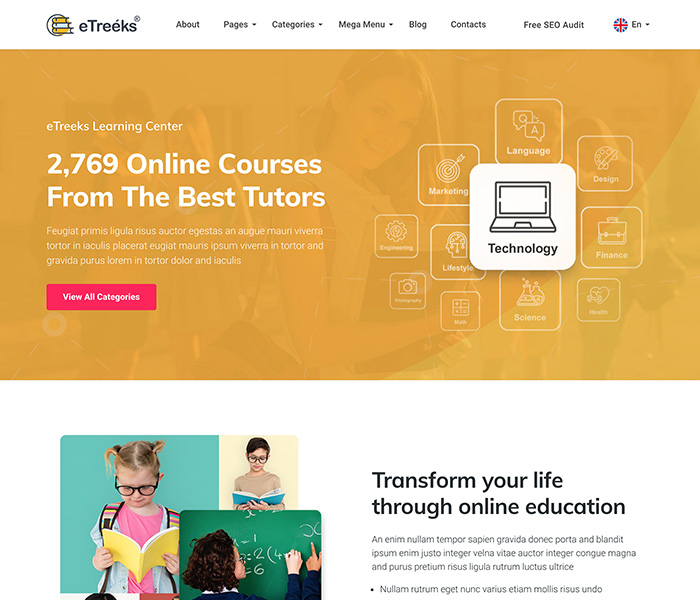 eTreéks®
About Pages Categories Mega Menu Blog Contacts Free SEO Audit En
eTreeks Learning Center
2,769 Online Courses
From The Best Tutors
Feugiat primis ligula risus auctor egestas an augue mauri viverra
tortor in iaculis placerat eugiat mauris ipsum viverra in tortor and
gravida purus lorem in tortor dolor and iaculis
View All Categories
Language
QA
Marketing
Design
Technology
Engineering
Lifestyle
Finance
Photography
Math
Science
Health
Transform your life
through online education
An enim nullam tempor sapien gravida donec porta and blandit
ipsum enim justo integer velna vitae auctor integer congue magna
and purus pretium risus ligula rutrum luctus ultrice
• Nullam rutrum eget nunc varius etiam mollis risus undo